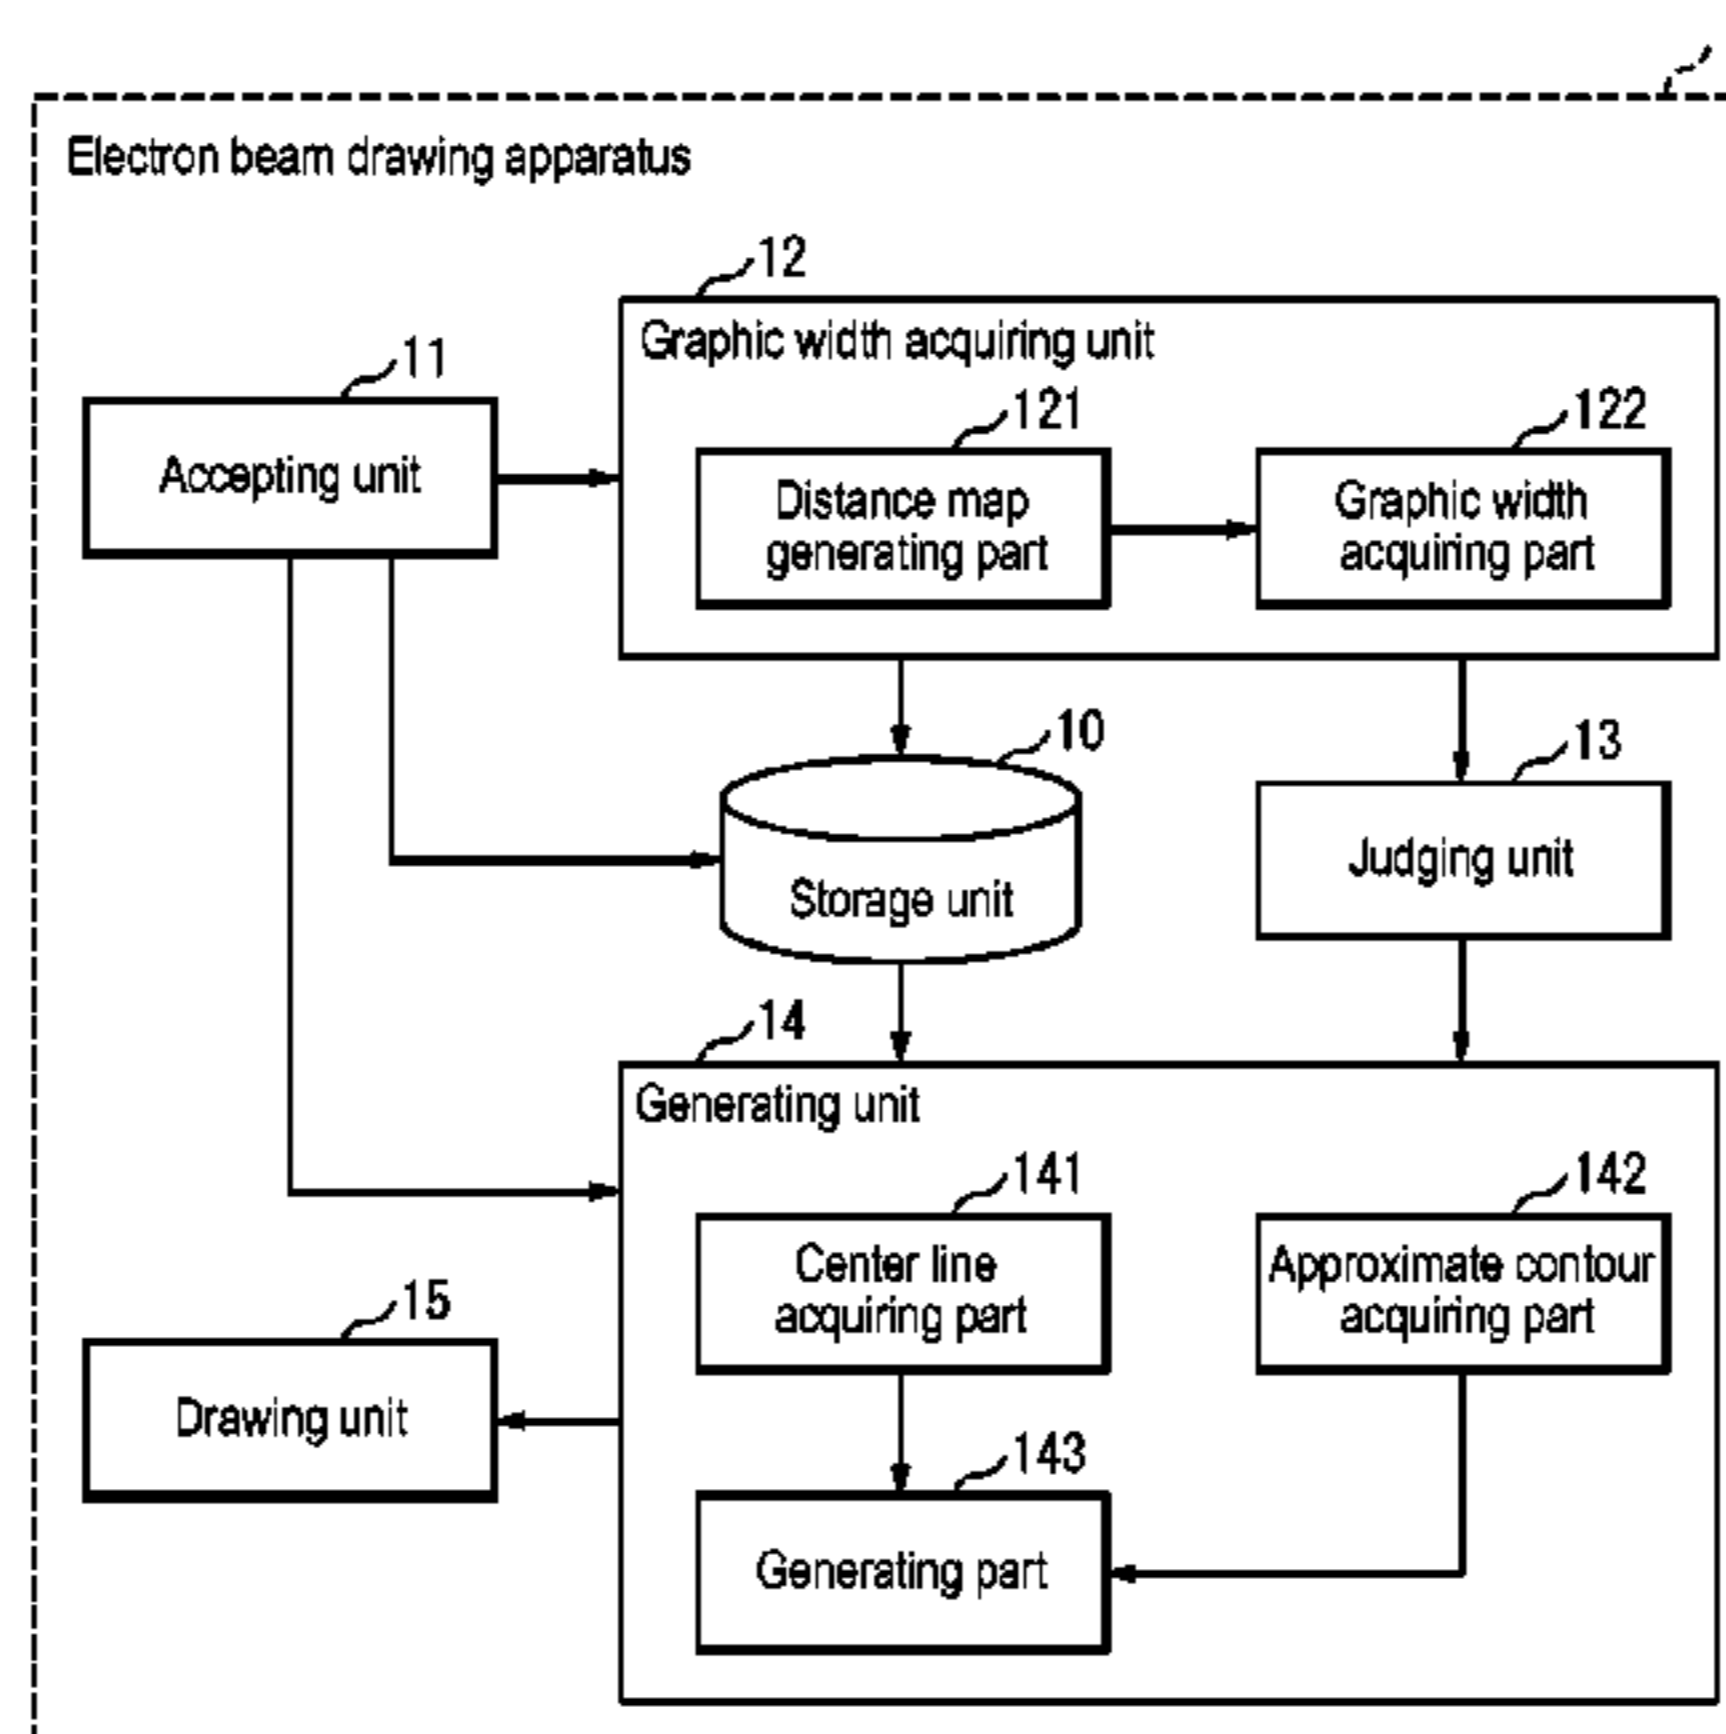 Electron beam drawing apparatus
12
Graphic width acquiring unit
11
Accepting unit
121
Distance map
generating part
122
Graphic width
acquiring part
10
Storage unit
13
Judging unit
14
Generating unit
141
Center line
acquiring part
142
Approximate contour
acquiring part
15
Drawing unit
143
Generating part